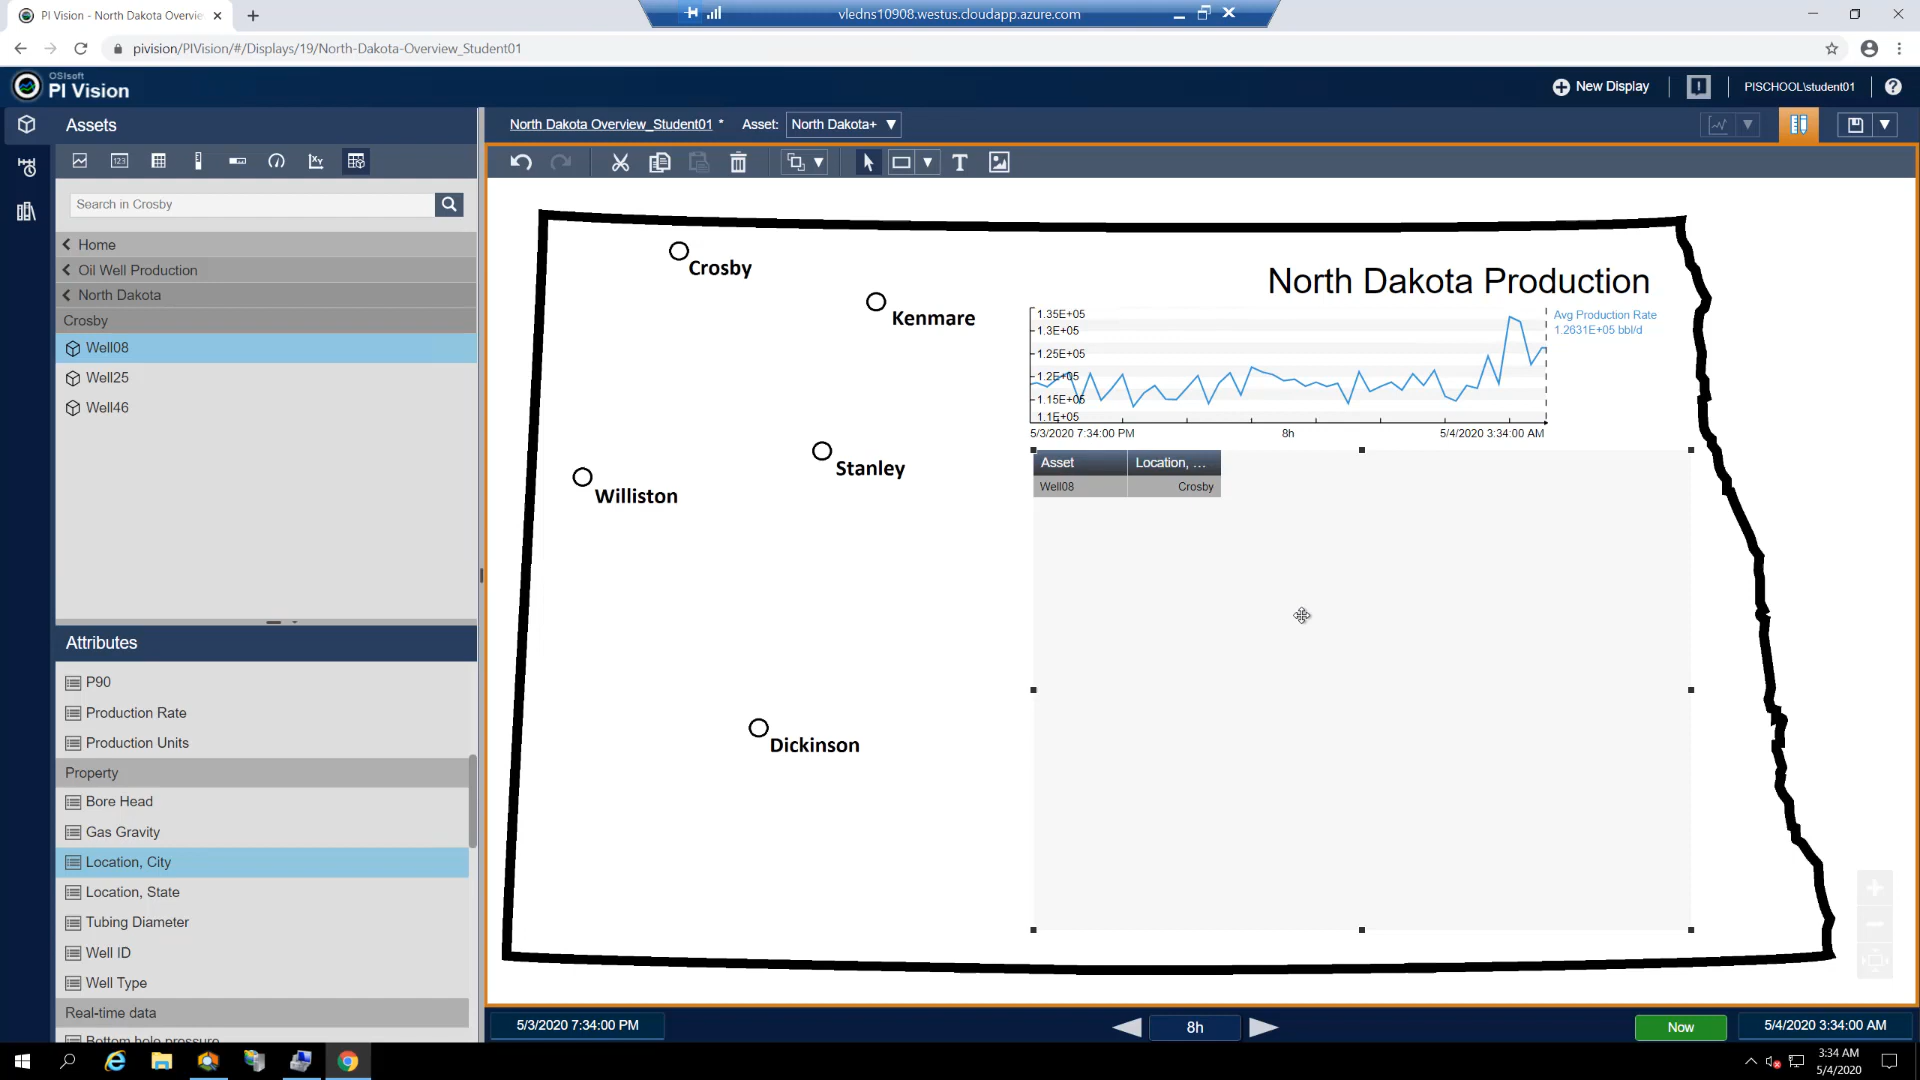 PI Vision - North Dakota Overvie
vledns10908.westus.cloudapp.azure.com
pivision/PIVision/#/Displays/19/North-Dakota-Overview_Student01
OSIsoft
PI Vision
New Display
PISCHOOL\student01
Assets
North Dakota Overview_Student01 *
Asset: North Dakota+
123
XY
T
Search in Crosby
Home
Oil Well Production
North Dakota
Crosby
Well08
Well25
Well46
Attributes
P90
Production Rate
Production Units
Property
Bore Head
Gas Gravity
Location, City
Location, State
Tubing Diameter
Well ID
Well Type
Real-time data
Bottom hole pressure
Crosby
Kenmare
Stanley
Williston
Dickinson
North Dakota Production
1.35E+05
1.3E+05
1.25E+05
1.2E+05
1.15E+05
1.1E+05
Avg Production Rate
1.2631E+05 bbl/d
5/3/2020 7:34:00 PM 8h 5/4/2020 3:34:00 AM
Asset Location, ...
Well08 Crosby
5/3/2020 7:34:00 PM
8h
Now
5/4/2020 3:34:00 AM
3:34 AM
5/4/2020